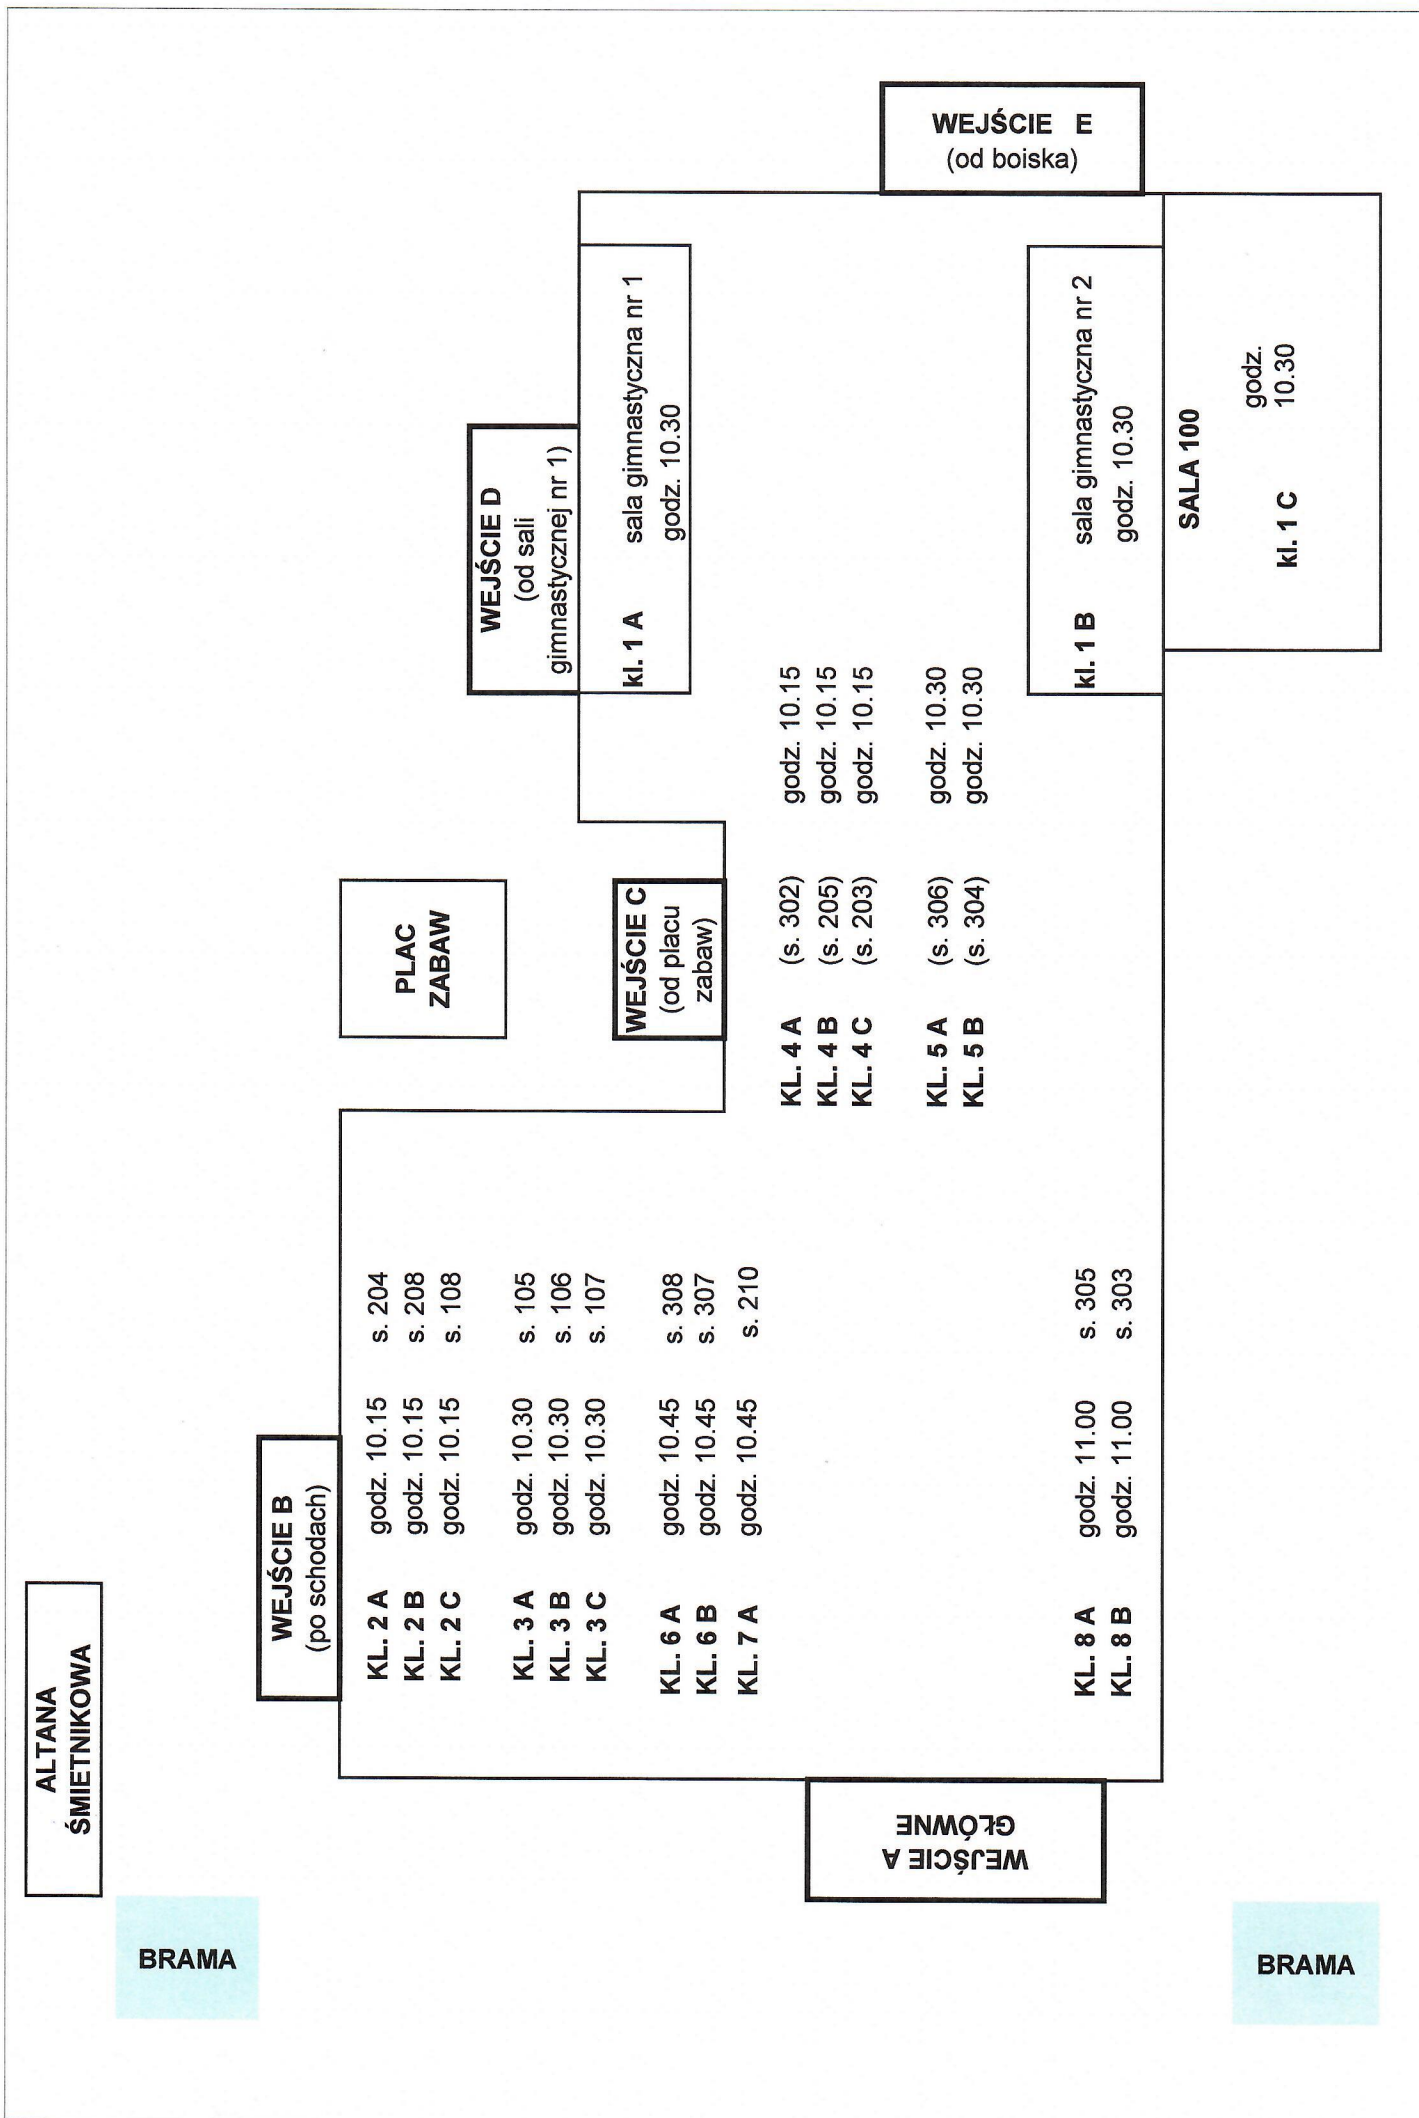 ALTANA
ŚMIETNIKOWA
BRAMA
WEJŚCIE B
(po schodach)
KL. 2 A godz. 10.15 s. 204
KL. 2 B godz. 10.15 s. 208
KL. 2 C godz. 10.15 s. 108
KL. 3 A godz. 10.30 s. 105
KL. 3 B godz. 10.30 s. 106
KL. 3 C godz. 10.30 s. 107
KL. 6 A godz. 10.45 s. 308
KL. 6 B godz. 10.45 s. 307
KL. 7 A godz. 10.45 s. 210
KL. 8 A godz. 11.00 s. 305
KL. 8 B godz. 11.00 s. 303
WEJŚCIE A
GŁÓWNE
BRAMA
PLAC
ZABAW
WEJŚCIE C
(od placu
zabaw)
KL. 4 A (s. 302) godz. 10.15
KL. 4 B (s. 205) godz. 10.15
KL. 4 C (s. 203) godz. 10.15
KL. 5 A (s. 306) godz. 10.30
KL. 5 B (s. 304) godz. 10.30
WEJŚCIE D
(od sali
gimnastycznej nr 1)
kl. 1 A sala gimnastyczna nr 1
godz. 10.30
WEJŚCIE E
(od boiska)
kl. 1 B sala gimnastyczna nr 2
godz. 10.30
SALA 100
godz.
kl. 1 C 10.30